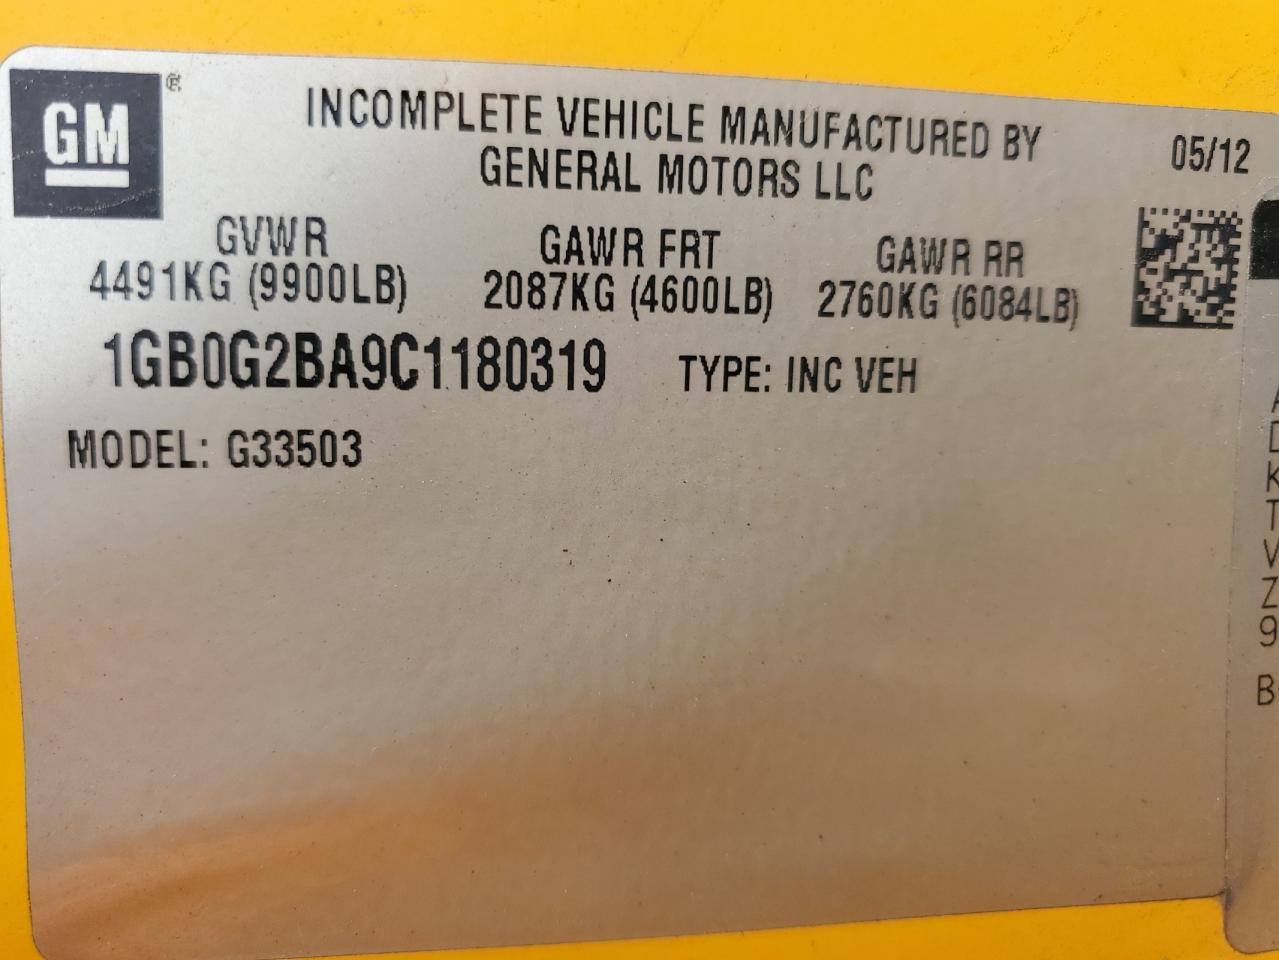 GM ®
INCOMPLETE VEHICLE MANUFACTURED BY
GENERAL MOTORS LLC
05/12
GVWR
4491KG (9900LB)
GAWR FRT
2087KG (4600LB)
GAWR RR
2760KG (6084LB)
1GB0G2BA9C1180319 TYPE: INC VEH
MODEL: G33503
K
T
V
Z
9
B